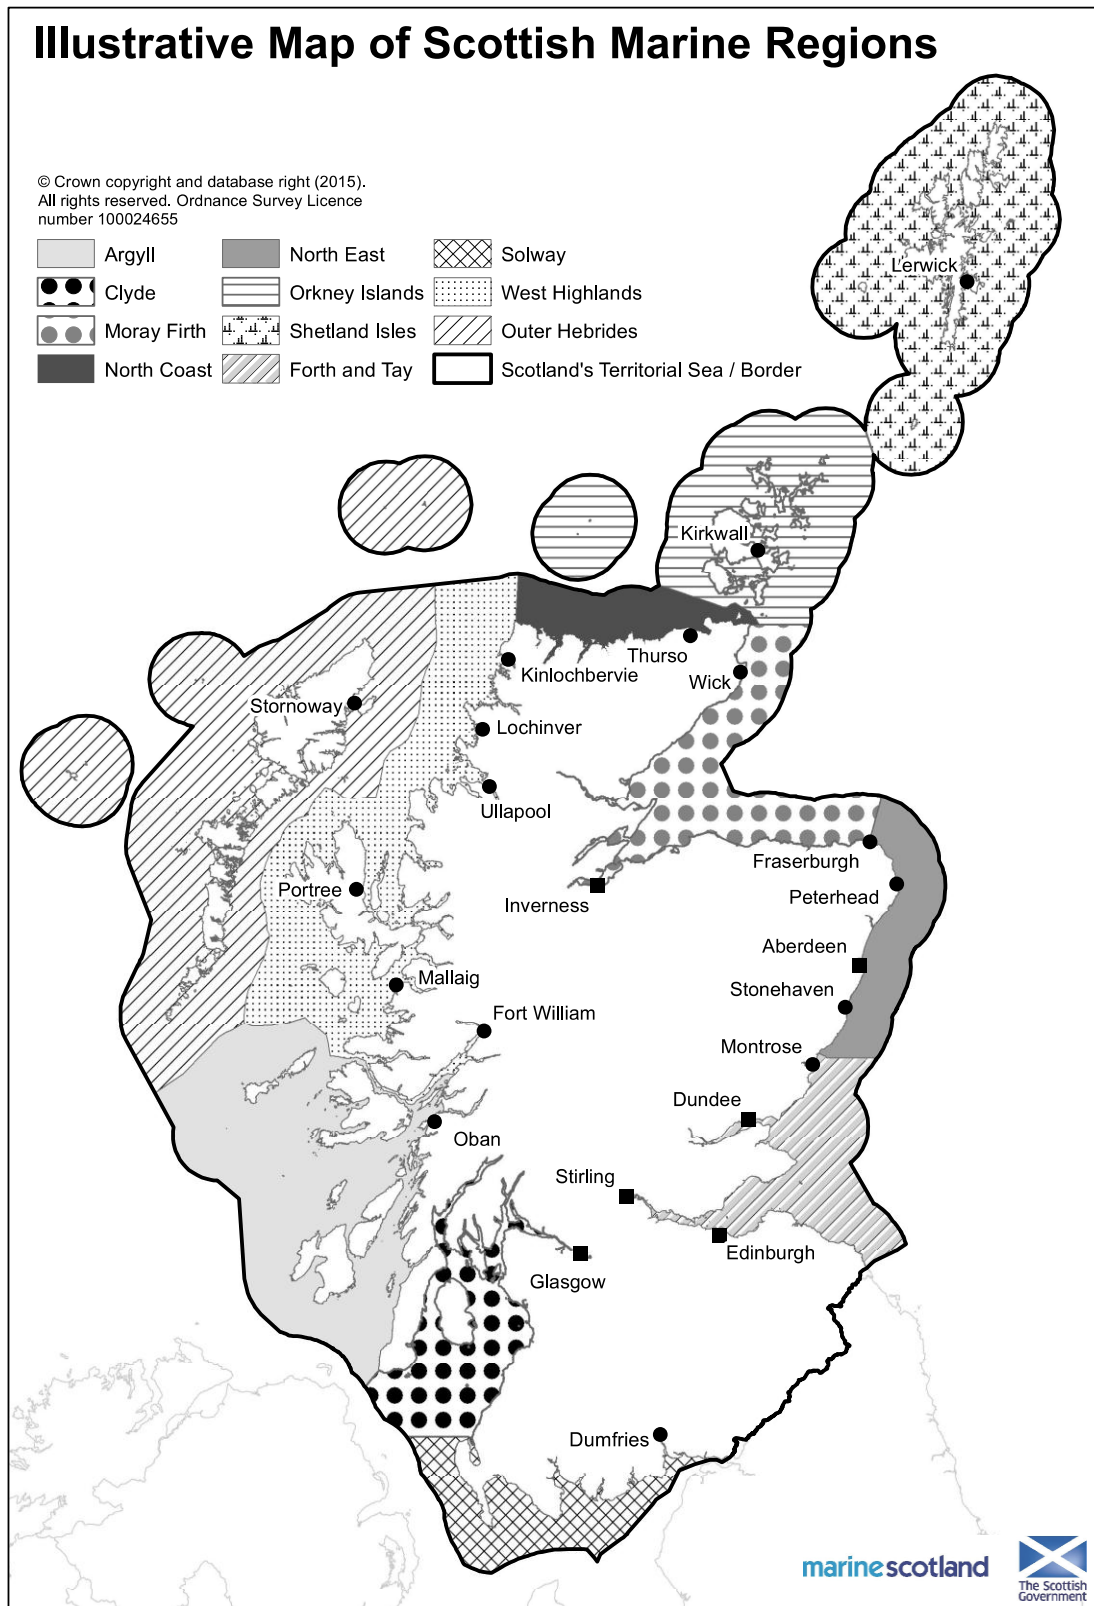 Illustrative Map of Scottish Marine Regions
© Crown copyright and database right (2015).
All rights reserved. Ordnance Survey Licence
number 100024655
Argyll
North East
Solway
Clyde
Orkney Islands
West Highlands
Moray Firth
Shetland Isles
Outer Hebrides
North Coast
Forth and Tay
Scotland's Territorial Sea / Border
Lerwick
Kirkwall
Thurso
Kinlochbervie
Wick
Stornoway
Lochinver
Ullapool
Fraserburgh
Portree
Peterhead
Inverness
Aberdeen
Mallaig
Stonehaven
Fort William
Montrose
Dundee
Oban
Stirling
Edinburgh
Glasgow
Dumfries
marinescotland
The Scottish
Government